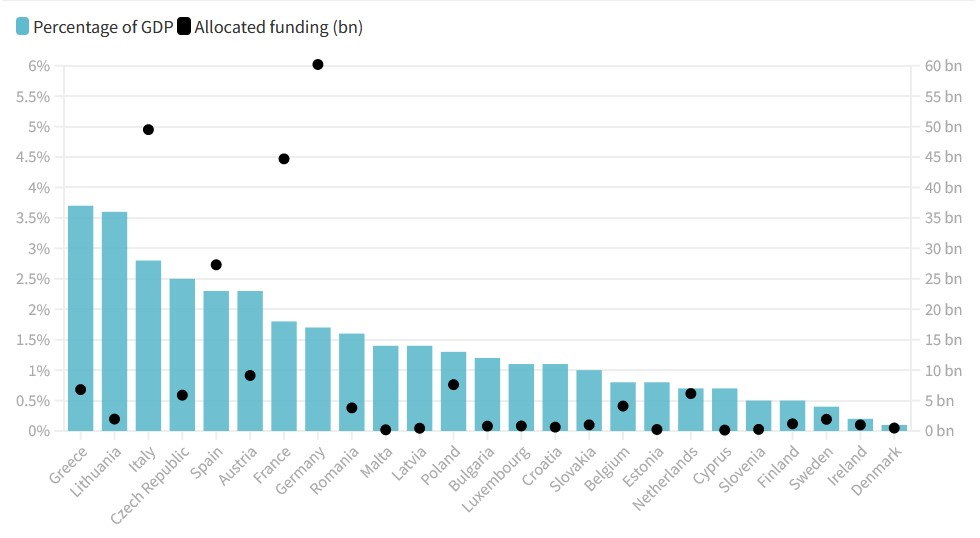 Percentage of GDP Allocated funding (bn)
6% 60 bn
5.5% 55 bn
5% 50 bn
4.5% 45 bn
4% 40 bn
3.5% 35 bn
3% 30 bn
2.5% 25 bn
2% 20 bn
1.5% 15 bn
1% 10 bn
0.5% 5 bn
0% 0 bn
Greece
Lithuania
Italy
Czech Republic
Spain
Austria
France
Germany
Romania
Malta
Latvia
Poland
Bulgaria
Luxembourg
Croatia
Slovakia
Belgium
Estonia
Netherlands
Cyprus
Slovenia
Finland
Sweden
Ireland
Denmark